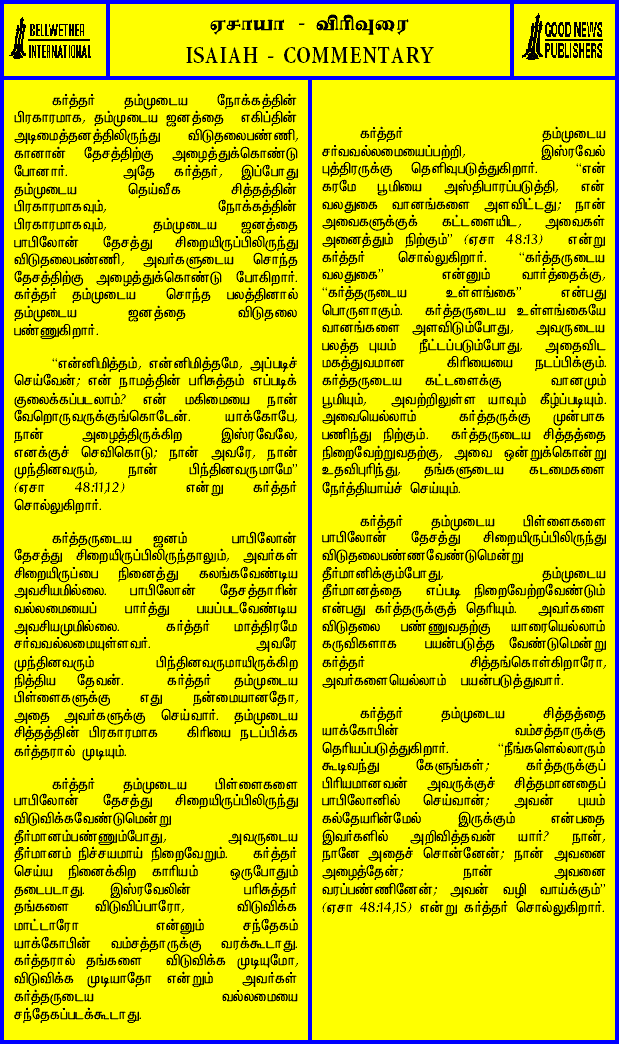 BELLWETHER
INTERNATIONAL
ஏசாயா - விரிவுரை
ISAIAH - COMMENTARY
GOOD NEWS
PUBLISHERS
கர்த்தர் தம்முடைய நோக்கத்தின்
பிரகாரமாக, தம்முடைய ஜனத்தை எகிப்தின்
அடிமைத்தனத்திலிருந்து விடுதலைபண்ணி,
கானான் தேசத்திற்கு அழைத்துக்கொண்டு
போனார். அதே கர்த்தர், இப்போது
தம்முடைய தெய்வீக சித்தத்தின்
பிரகாரமாகவும், நோக்கத்தின்
பிரகாரமாகவும், தம்முடைய ஜனத்தை
பாபிலோன் தேசத்து சிறையிருப்பிலிருந்து
விடுதலைபண்ணி, அவர்களுடைய சொந்த
தேசத்திற்கு அழைத்துக்கொண்டு போகிறார்.
கர்த்தர் தம்முடைய சொந்த பலத்தினால்
தம்முடைய ஜனத்தை விடுதலை
பண்ணுகிறார்.
"என்னிமித்தம், என்னிமித்தமே, அப்படிச்
செய்வேன்; என் நாமத்தின் பரிசுத்தம் எப்படிக்
குலைக்கப்படலாம்? என் மகிமையை நான்
வேறொருவருக்குங்கொடேன். யாக்கோபே,
நான் அழைத்திருக்கிற இஸ்ரவேலே,
எனக்குச் செவிகொடு; நான் அவரே, நான்
முந்தினவரும், நான் பிந்தினவருமாமே"
(ஏசா 48:11,12) என்று கர்த்தர்
சொல்லுகிறார்.
கர்த்தருடைய ஜனம் பாபிலோன்
தேசத்து சிறையிருப்பிலிருந்தாலும், அவர்கள்
சிறையிருப்பை நினைத்து கலங்கவேண்டிய
அவசியமில்லை. பாபிலோன் தேசத்தாரின்
வல்லமையைப் பார்த்து பயப்படவேண்டிய
அவசியமுமில்லை. கர்த்தர் மாத்திரமே
சர்வவல்லமையுள்ளவர். அவரே
முந்தினவரும் பிந்தினவருமாயிருக்கிற
நித்திய தேவன். கர்த்தர் தம்முடைய
பிள்ளைகளுக்கு எது நன்மையானதோ,
அதை அவர்களுக்கு செய்வார். தம்முடைய
சித்தத்தின் பிரகாரமாக கிரியை நடப்பிக்க
கர்த்தரால் முடியும்.
கர்த்தர் தம்முடைய பிள்ளைகளை
பாபிலோன் தேசத்து சிறையிருப்பிலிருந்து
விடுவிக்கவேண்டுமென்று
தீர்மானம்பண்ணும்போது, அவருடைய
தீர்மானம் நிச்சயமாய் நிறைவேறும். கர்த்தர்
செய்ய நினைக்கிற காரியம் ஒருபோதும்
தடைபடாது. இஸ்ரவேலின் பரிசுத்தர்
தங்களை விடுவிப்பாரோ, விடுவிக்க
மாட்டாரோ என்னும் சந்தேகம்
யாக்கோபின் வம்சத்தாருக்கு வரக்கூடாது.
கர்த்தரால் தங்களை விடுவிக்க முடியுமோ,
விடுவிக்க முடியாதோ என்றும் அவர்கள்
கர்த்தருடைய வல்லமையை
சந்தேகப்படக்கூடாது.
கர்த்தர் தம்முடைய
சர்வவல்லமையைப்பற்றி, இஸ்ரவேல்
புத்திரருக்கு தெளிவுபடுத்துகிறார். "என்
கரமே பூமியை அஸ்திபாரப்படுத்தி, என்
வலதுகை வானங்களை அளவிட்டது; நான்
அவைகளுக்குக் கட்டளையிட, அவைகள்
அனைத்தும் நிற்கும்" (ஏசா 48:13) என்று
கர்த்தர் சொல்லுகிறார். "கர்த்தருடைய
வலதுகை" என்னும் வார்த்தைக்கு,
"கர்த்தருடைய உள்ளங்கை" என்பது
பொருளாகும். கர்த்தருடைய உள்ளங்கையே
வானங்களை அளவிடும்போது, அவருடைய
பலத்த புயம் நீட்டப்படும்போது, அதைவிட
மகத்துவமான கிரியையை நடப்பிக்கும்.
கர்த்தருடைய கட்டளைக்கு வானமும்
பூமியும், அவற்றிலுள்ள யாவும் கீழ்ப்படியும்.
அவையெல்லாம் கர்த்தருக்கு முன்பாக
பணிந்து நிற்கும். கர்த்தருடைய சித்தத்தை
நிறைவேற்றுவதற்கு, அவை ஒன்றுக்கொன்று
உதவிபுரிந்து, தங்களுடைய கடமைகளை
நேர்த்தியாய்ச் செய்யும்.
கர்த்தர் தம்முடைய பிள்ளைகளை
பாபிலோன் தேசத்து சிறையிருப்பிலிருந்து
விடுதலைபண்ணவேண்டுமென்று
தீர்மானிக்கும்போது, தம்முடைய
தீர்மானத்தை எப்படி நிறைவேற்றவேண்டும்
என்பது கர்த்தருக்குத் தெரியும். அவர்களை
விடுதலை பண்ணுவதற்கு யாரையெல்லாம்
கருவிகளாக பயன்படுத்த வேண்டுமென்று
கர்த்தர் சித்தங்கொள்கிறாரோ,
அவர்களையெல்லாம் பயன்படுத்துவார்.
கர்த்தர் தம்முடைய சித்தத்தை
யாக்கோபின் வம்சத்தாருக்கு
தெரியப்படுத்துகிறார். "நீங்களெல்லாரும்
கூடிவந்து கேளுங்கள்; கர்த்தருக்குப்
பிரியமானவன் அவருக்குச் சித்தமானதைப்
பாபிலோனில் செய்வான்; அவன் புயம்
கல்தேயரின்மேல் இருக்கும் என்பதை
இவர்களில் அறிவித்தவன் யார்? நான்,
நானே அதைச் சொன்னேன்; நான் அவனை
அழைத்தேன்; நான் அவனை
வரப்பண்ணினேன்; அவன் வழி வாய்க்கும்"
(ஏசா 48:14,15) என்று கர்த்தர் சொல்லுகிறார்.